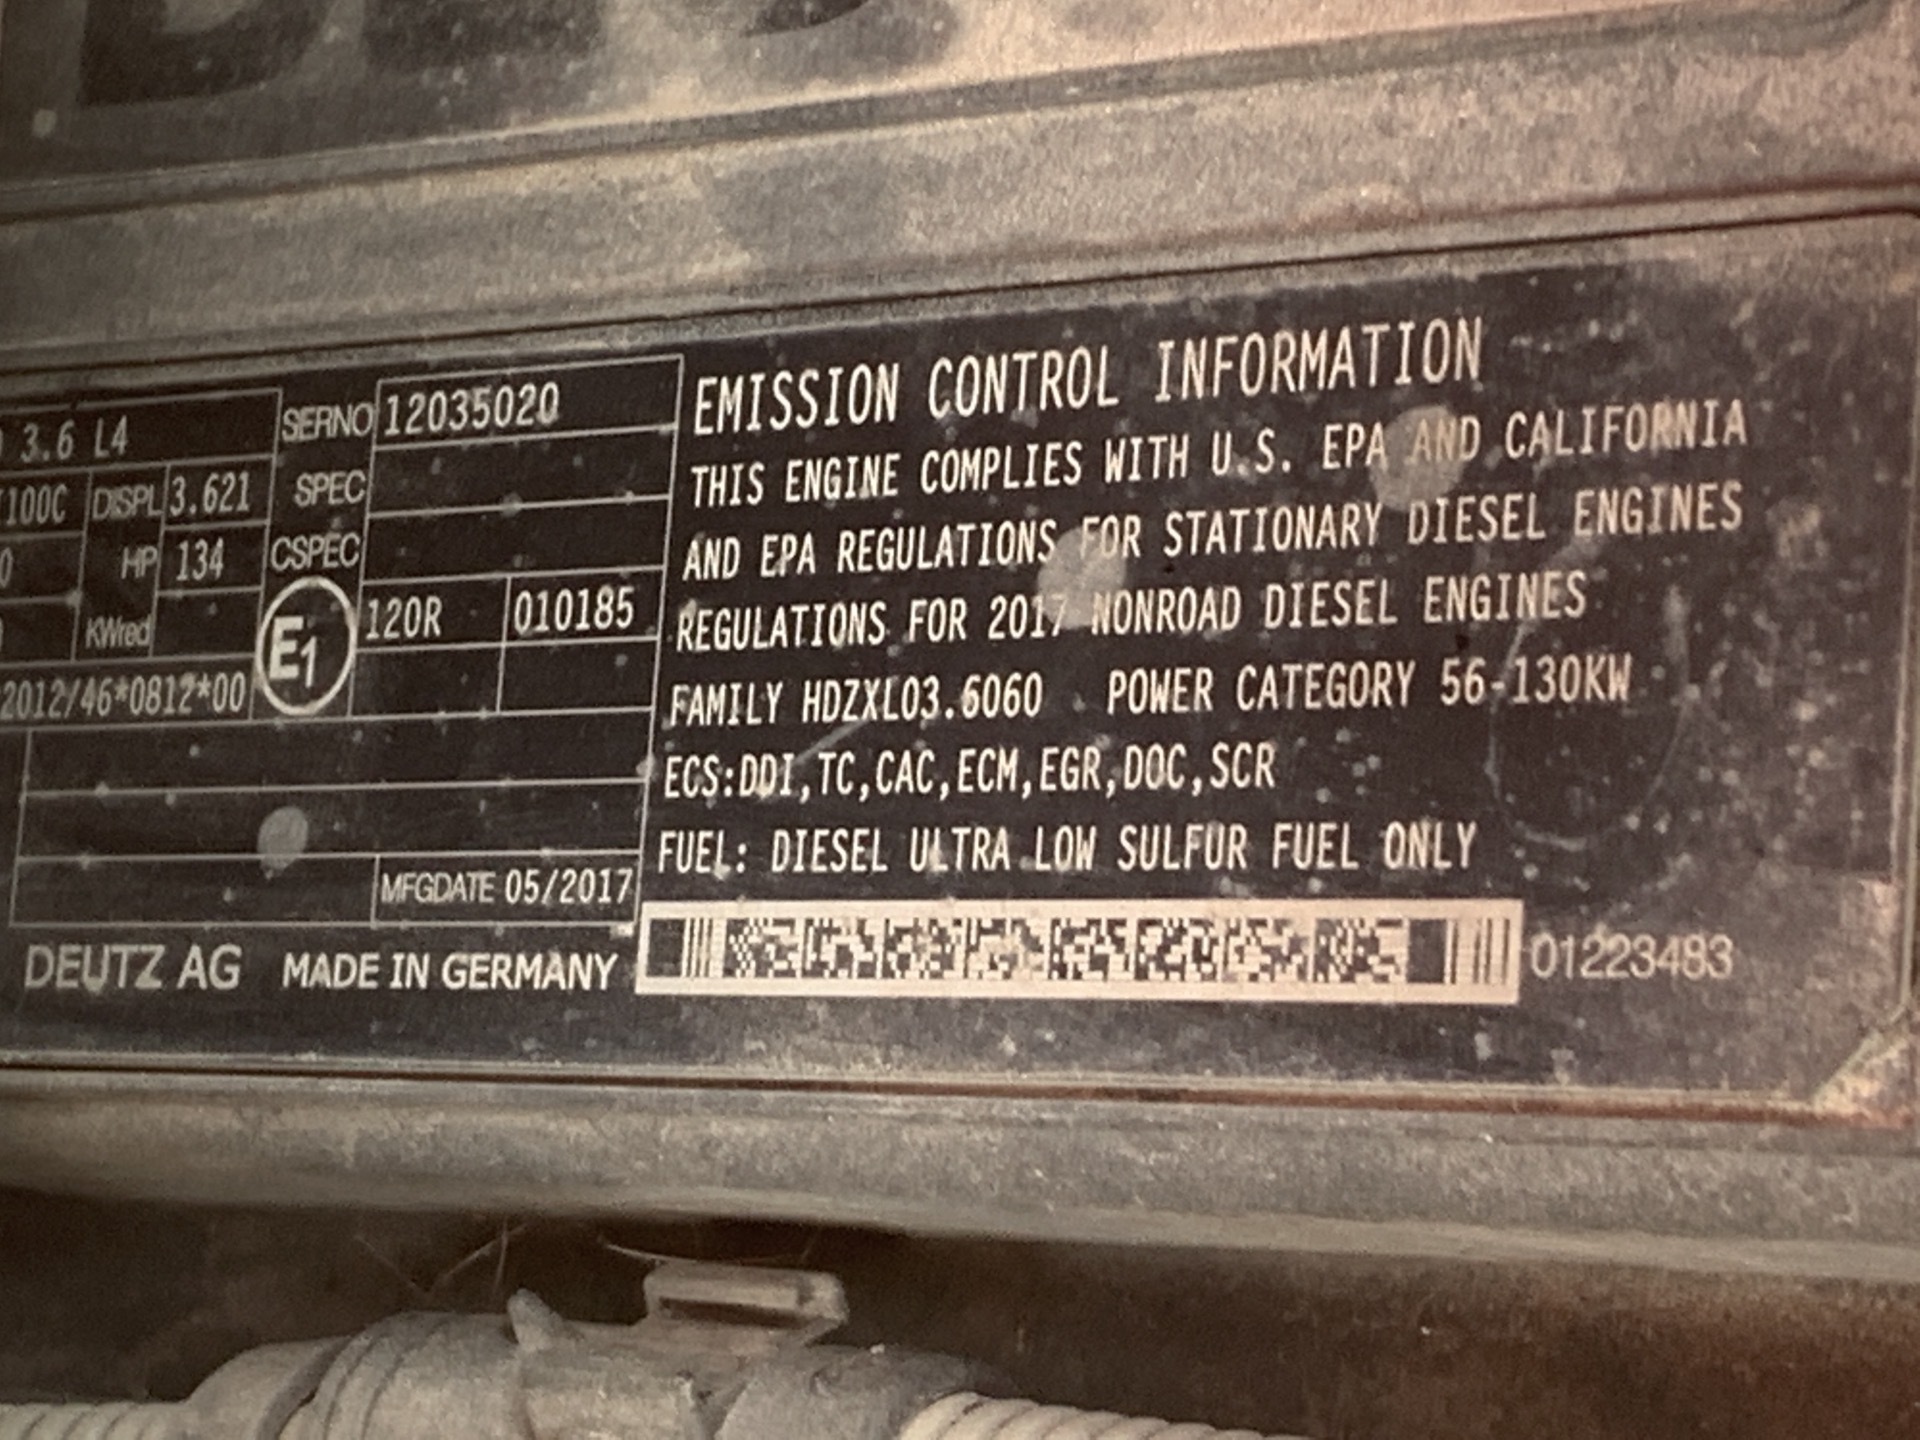 3.6 L4
SERNO 12035020
100C DISPL 3.621 SPEC
0 HP 134 CSPEC
KWred E1 120R 010185
2012/46*0812*00
MFGDATE 05/2017
DEUTZ AG MADE IN GERMANY
EMISSION CONTROL INFORMATION
THIS ENGINE COMPLIES WITH U.S. EPA AND CALIFORNIA
AND EPA REGULATIONS FOR STATIONARY DIESEL ENGINES
REGULATIONS FOR 2017 NONROAD DIESEL ENGINES
FAMILY HDZXL03.6060 POWER CATEGORY 56-130KW
ECS:DDI,TC,CAC,ECM,EGR,DOC,SCR
FUEL: DIESEL ULTRA LOW SULFUR FUEL ONLY
01223483